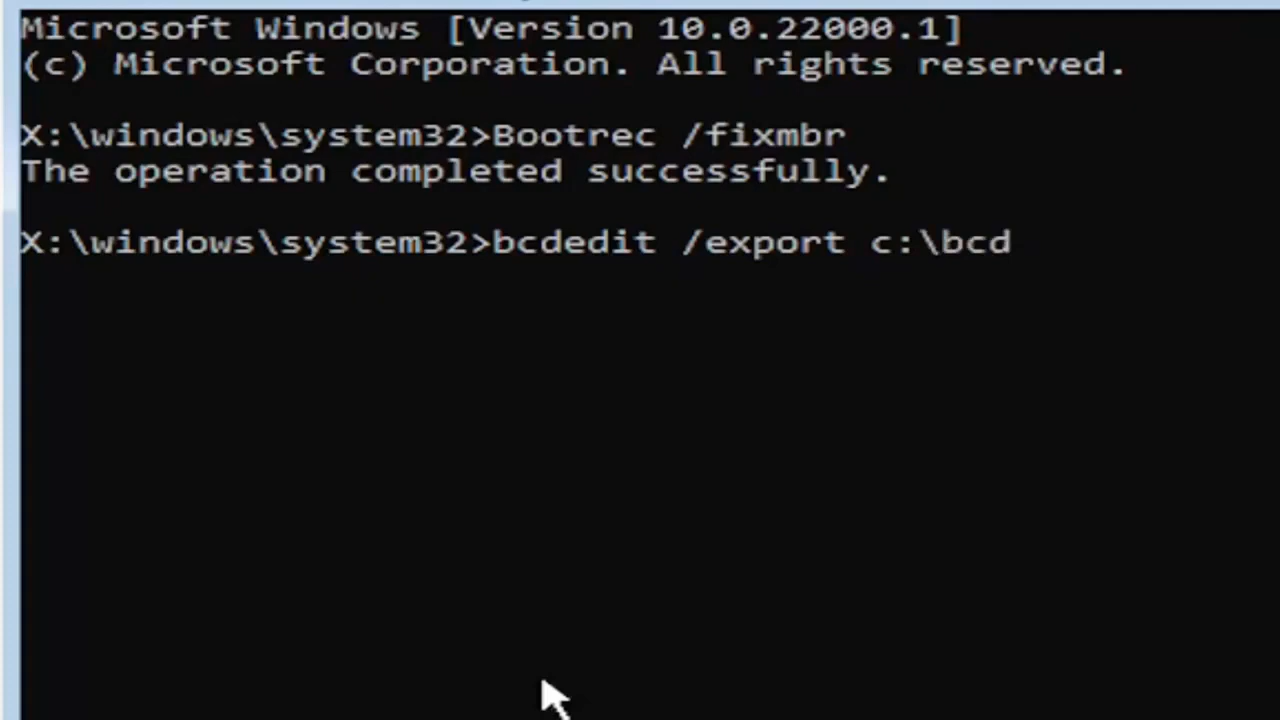 Microsoft Windows [Version 10.0.22000.1]
(c) Microsoft Corporation. All rights reserved.
X:\windows\system32>Bootrec /fixmbr
The operation completed successfully.
X:\windows\system32>bcdedit /export c:\bcd